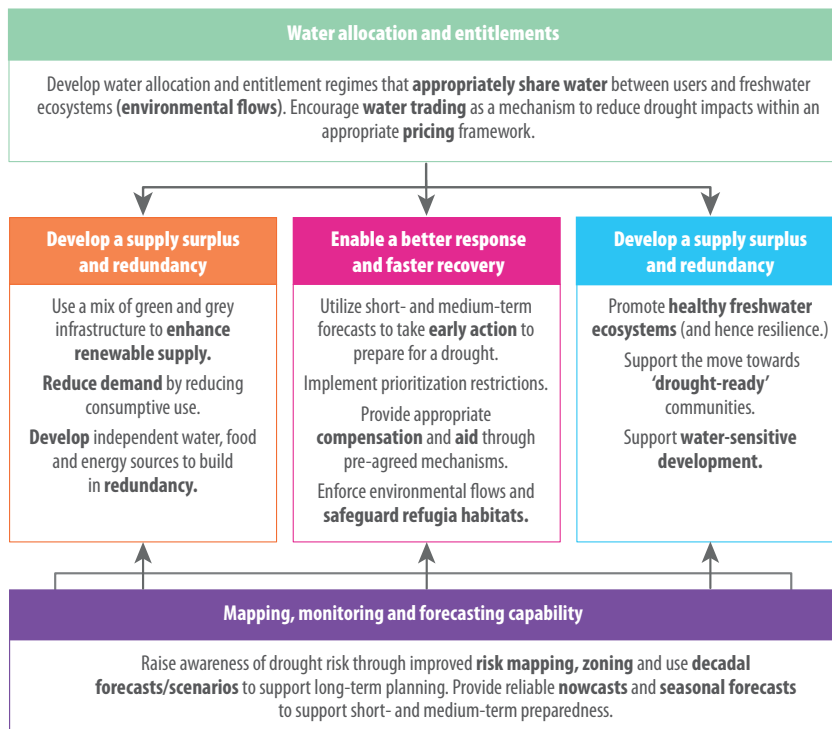 Water allocation and entitlements
Develop water allocation and entitlement regimes that appropriately share water between users and freshwater
ecosystems (environmental flows). Encourage water trading as a mechanism to reduce drought impacts within an
appropriate pricing framework.
Develop a supply surplus
and redundancy
Use a mix of green and grey
infrastructure to enhance
renewable supply.
Reduce demand by reducing
consumptive use.
Develop independent water, food
and energy sources to build
in redundancy.
Enable a better response
and faster recovery
Utilize short- and medium-term
forecasts to take early action to
prepare for a drought.
Implement prioritization restrictions.
Provide appropriate
compensation and aid through
pre-agreed mechanisms.
Enforce environmental flows and
safeguard refugia habitats.
Develop a supply surplus
and redundancy
Promote healthy freshwater
ecosystems (and hence resilience.)
Support the move towards
‘drought-ready’
communities.
Support water-sensitive
development.
Mapping, monitoring and forecasting capability
Raise awareness of drought risk through improved risk mapping, zoning and use decadal
forecasts/scenarios to support long-term planning. Provide reliable nowcasts and seasonal forecasts
to support short- and medium-term preparedness.